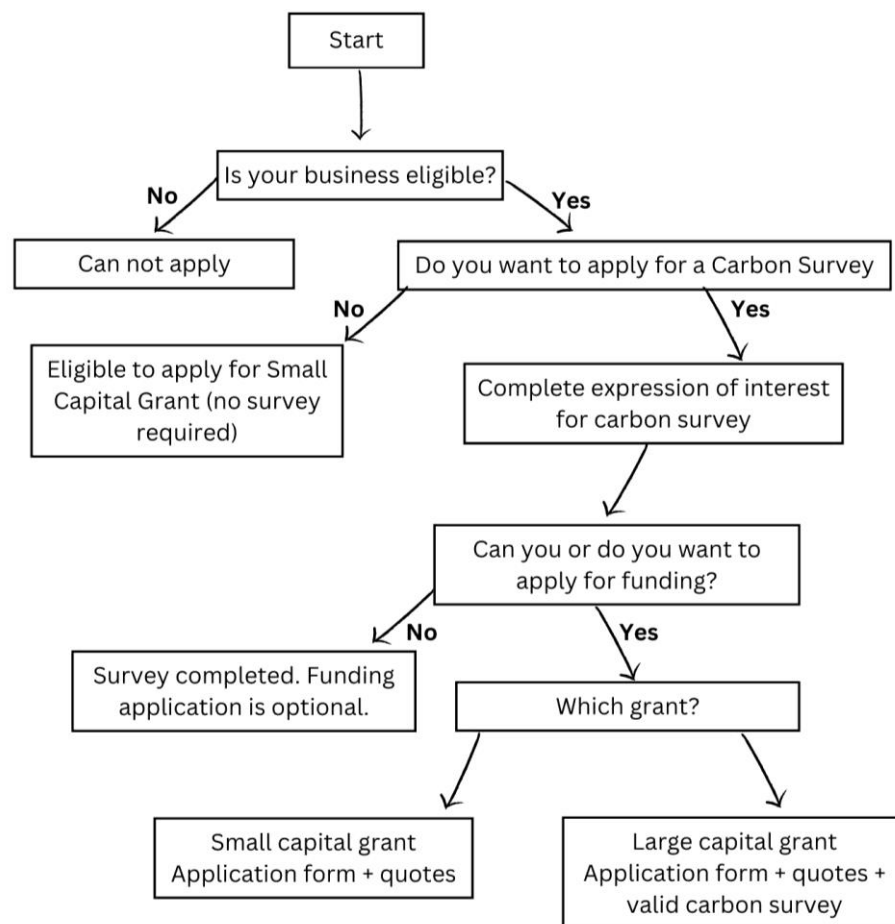 Start
Is your business eligible?
No
Yes
Can not apply
Do you want to apply for a Carbon Survey
No
Yes
Eligible to apply for Small
Capital Grant (no survey
required)
Complete expression of interest
for carbon survey
Can you or do you want to
apply for funding?
No
Yes
Survey completed. Funding
application is optional.
Which grant?
Small capital grant
Application form + quotes
Large capital grant
Application form + quotes +
valid carbon survey